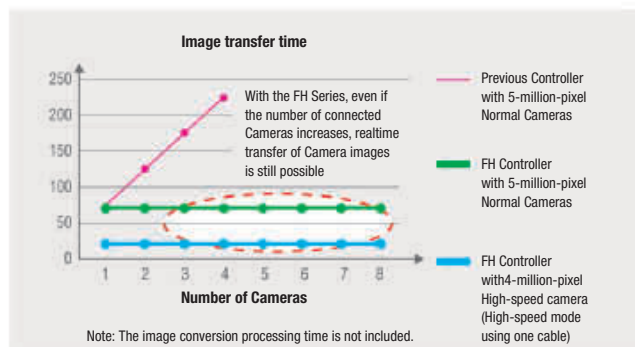 Image transfer time
250
200
150
100
50
0
With the FH Series, even if
the number of connected
Cameras increases, realtime
transfer of Camera images
is still possible
1 2 3 4 5 6 7 8
Number of Cameras
Previous Controller
with 5-million-pixel
Normal Cameras
FH Controller
with 5-million-pixel
Normal Cameras
FH Controller
with4-million-pixel
High-speed camera
(High-speed mode
using one cable)
Note: The image conversion processing time is not included.